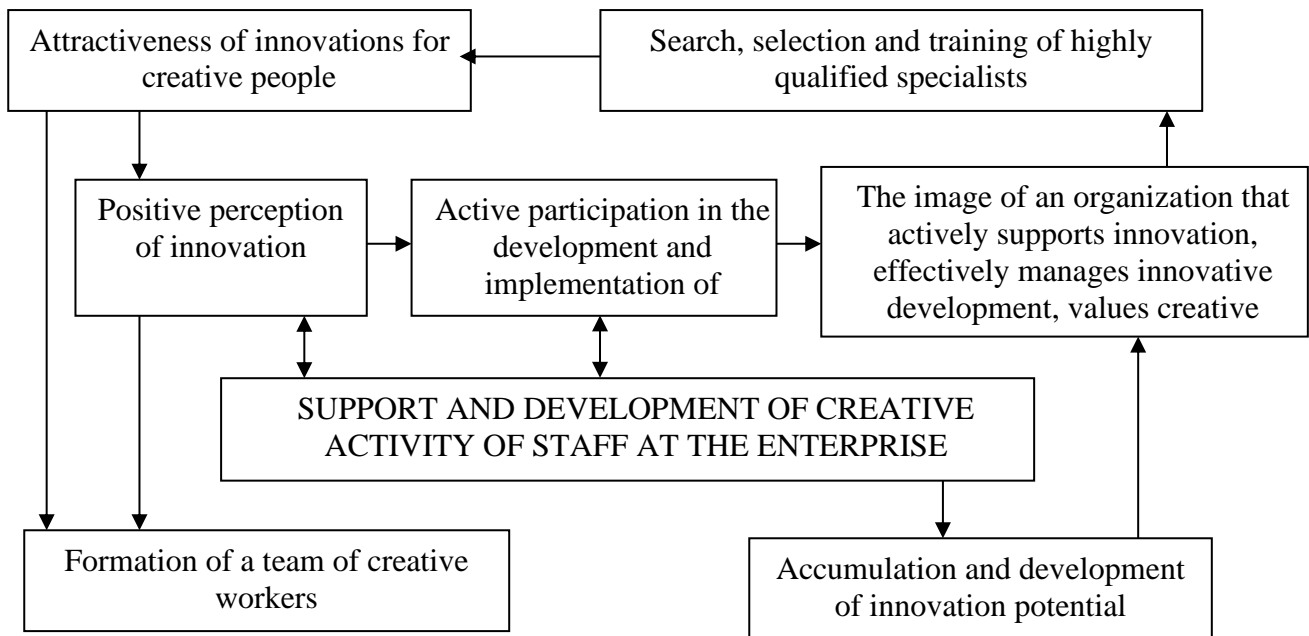 Attractiveness of innovations for
creative people
Search, selection and training of highly
qualified specialists
Positive perception
of innovation
Active participation in the
development and
implementation of
The image of an organization that
actively supports innovation,
effectively manages innovative
development, values creative
SUPPORT AND DEVELOPMENT OF CREATIVE
ACTIVITY OF STAFF AT THE ENTERPRISE
Formation of a team of creative
workers
Accumulation and development
of innovation potential